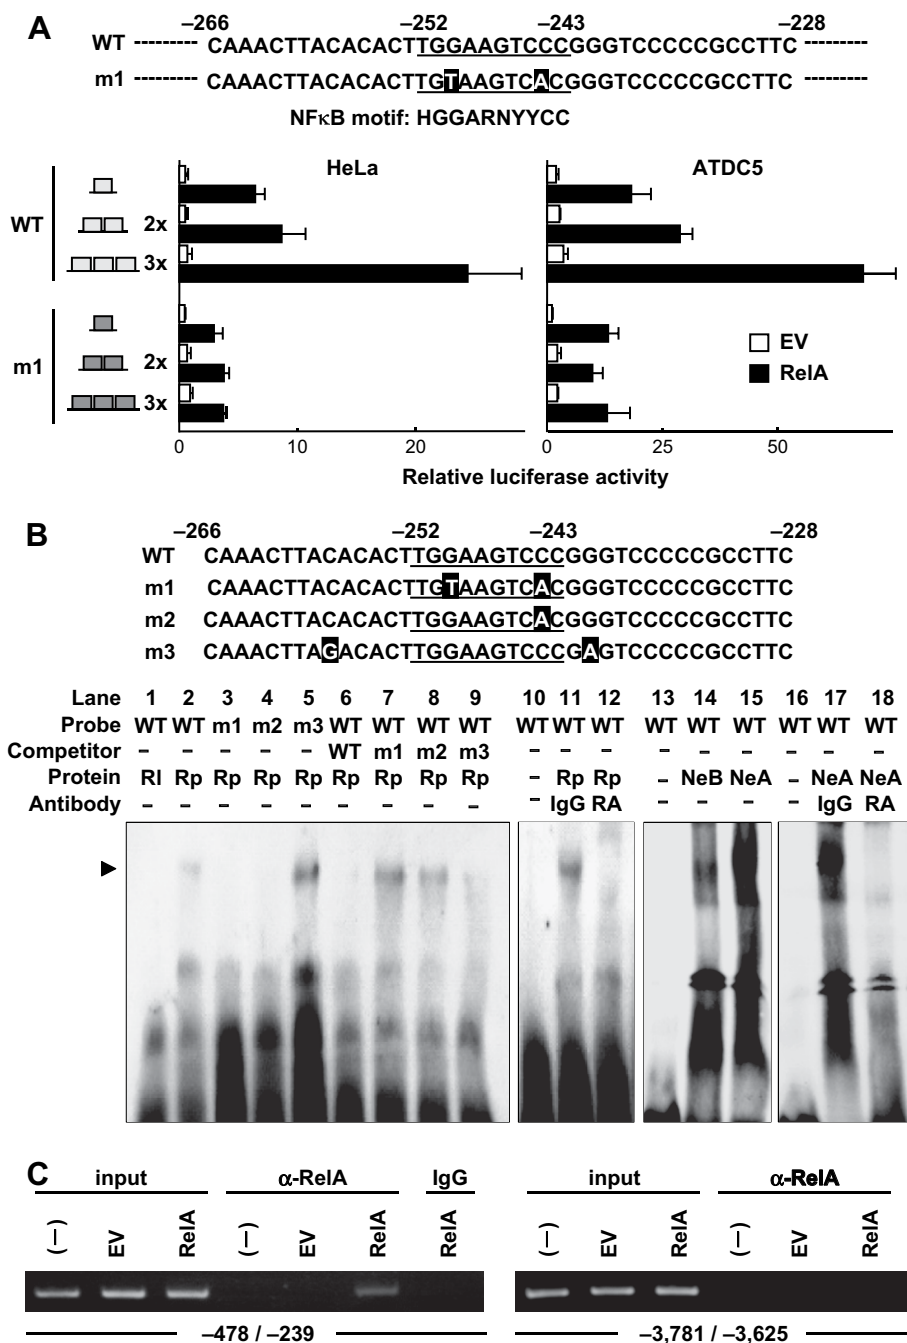 A
–266 –252 –243 –228
WT --------- CAAACTTACACACTTGGAAGTCCCGGGTCCCCCGCCTTC ---------
m1 --------- CAAACTTACACACTTGTAAGTCACGGGTCCCCCGCCTTC ---------
NFκB motif: HGGARNYYCC
HeLa ATDC5
WT
2x
3x
m1
2x
3x
EV
RelA
0 10 20 0 25 50
Relative luciferase activity
B
–266 –252 –243 –228
WT CAAACTTACACACTTGGAAGTCCCGGGTCCCCCGCCTTC
m1 CAAACTTACACACTTGTAAGTCACGGGTCCCCCGCCTTC
m2 CAAACTTACACACTTGGAAGTCACGGGTCCCCCGCCTTC
m3 CAAACTTAGACACTTGGAAGTCCCGAGTCCCCCGCCTTC
Lane 1 2 3 4 5 6 7 8 9 10 11 12 13 14 15 16 17 18
Probe WT WT m1 m2 m3 WT WT WT WT WT WT WT WT WT WT WT WT WT
Competitor – – – – – WT m1 m2 m3 – – – – – – – – –
Protein Rl Rp Rp Rp Rp Rp Rp Rp Rp – Rp Rp – NeB NeA – NeA NeA
Antibody – – – – – – – – – – IgG RA – – – – IgG RA
C
input α-RelA IgG input α-RelA
(–) EV RelA (–) EV RelA RelA (–) EV RelA (–) EV RelA
–478 / –239 –3,781 / –3,625